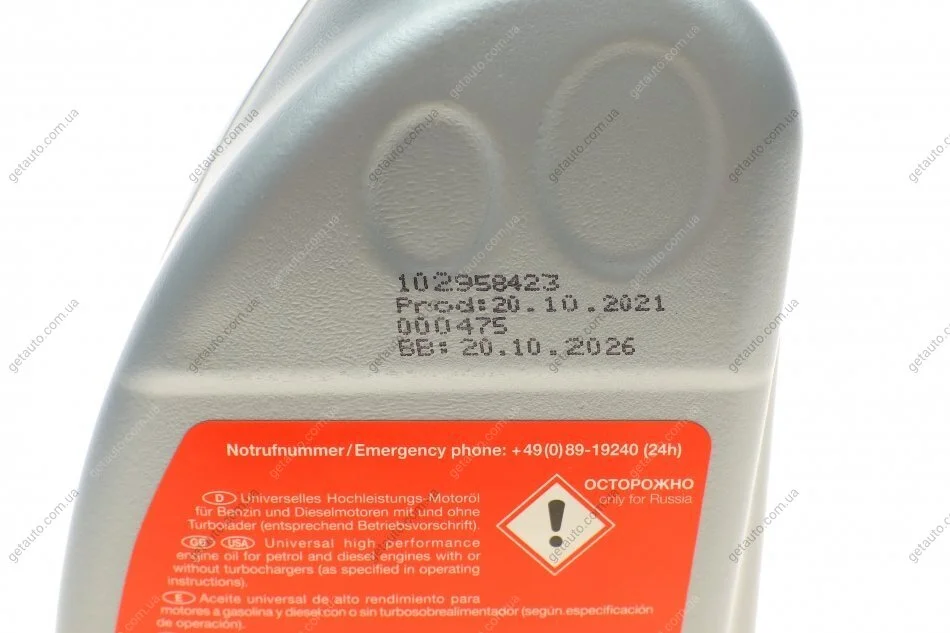 102958423
Prod:20.10.2021
000475
BB: 20.10.2026
Notrufnummer/Emergency phone: +49(0)89-19240 (24h)
ОСТОРОЖНО
only for Russia
D Universelles Hochleistungs-Motoröl
für Benzin und Dieselmotoren mit und ohne
Turbolader (entsprechend Betriebsvorschrift).
GB USA Universal high performance
engine oil for petrol and diesel engines with or
without turbochargers (as specified in operating
instructions).
E Aceite universal de alto rendimiento para
motores a gasolina y diesel con o sin turbosobrealimentador (según especificación
de operación).
getauto.com.ua